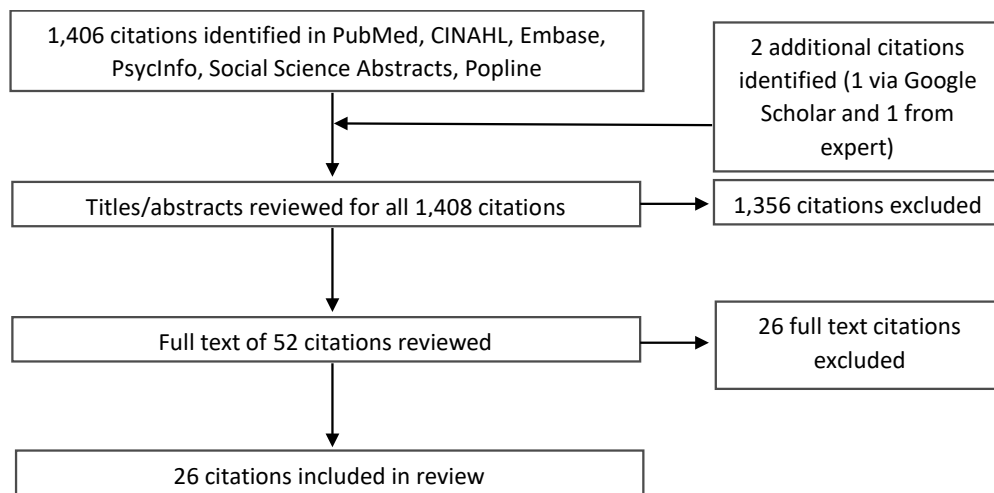 1,406 citations identified in PubMed, CINAHL, Embase,
PsycInfo, Social Science Abstracts, Popline
2 additional citations
identified (1 via Google
Scholar and 1 from
expert)
Titles/abstracts reviewed for all 1,408 citations
1,356 citations excluded
Full text of 52 citations reviewed
26 full text citations
excluded
26 citations included in review